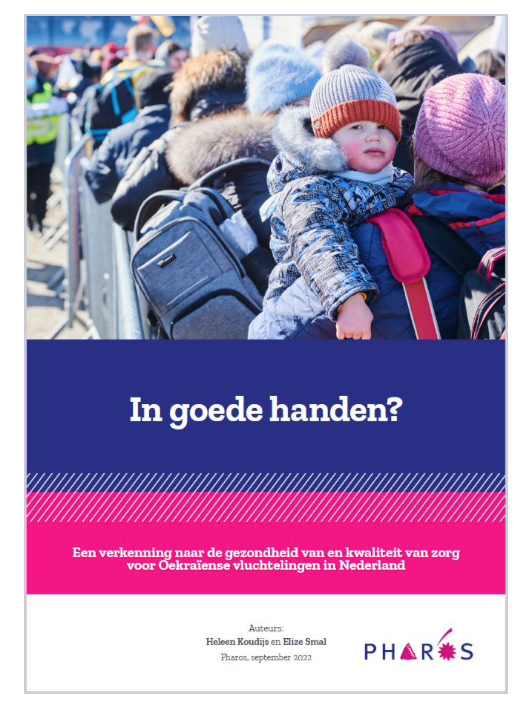 In goede handen?
Een verkenning naar de gezondheid van en kwaliteit van zorg
voor Oekraïense vluchtelingen in Nederland
Auteurs:
Heleen Koudijs en Elize Smal
Pharos, september 2022
PHAROS